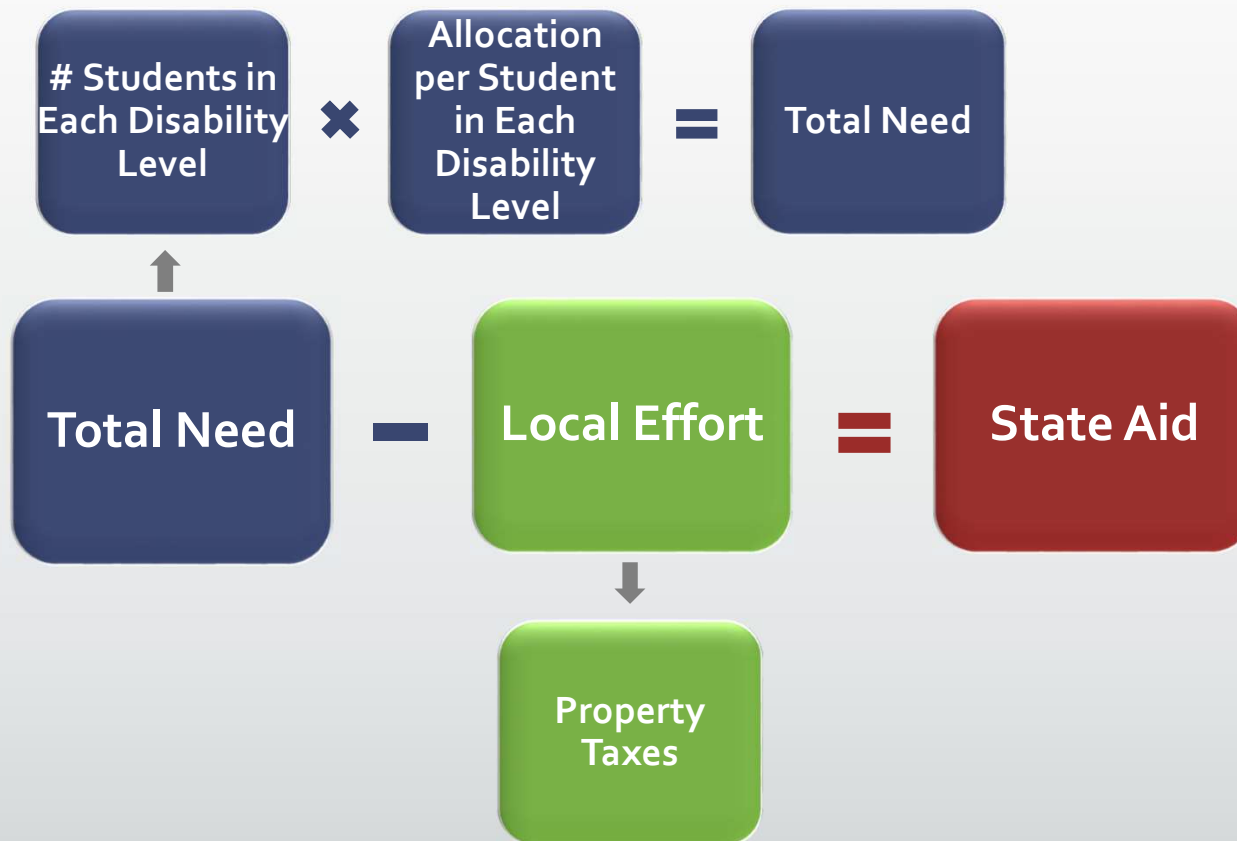 # Students in
Each Disability
Level
×
Allocation
per Student
in Each
Disability
Level
=
Total Need
Total Need
−
Local Effort
=
State Aid
Property
Taxes